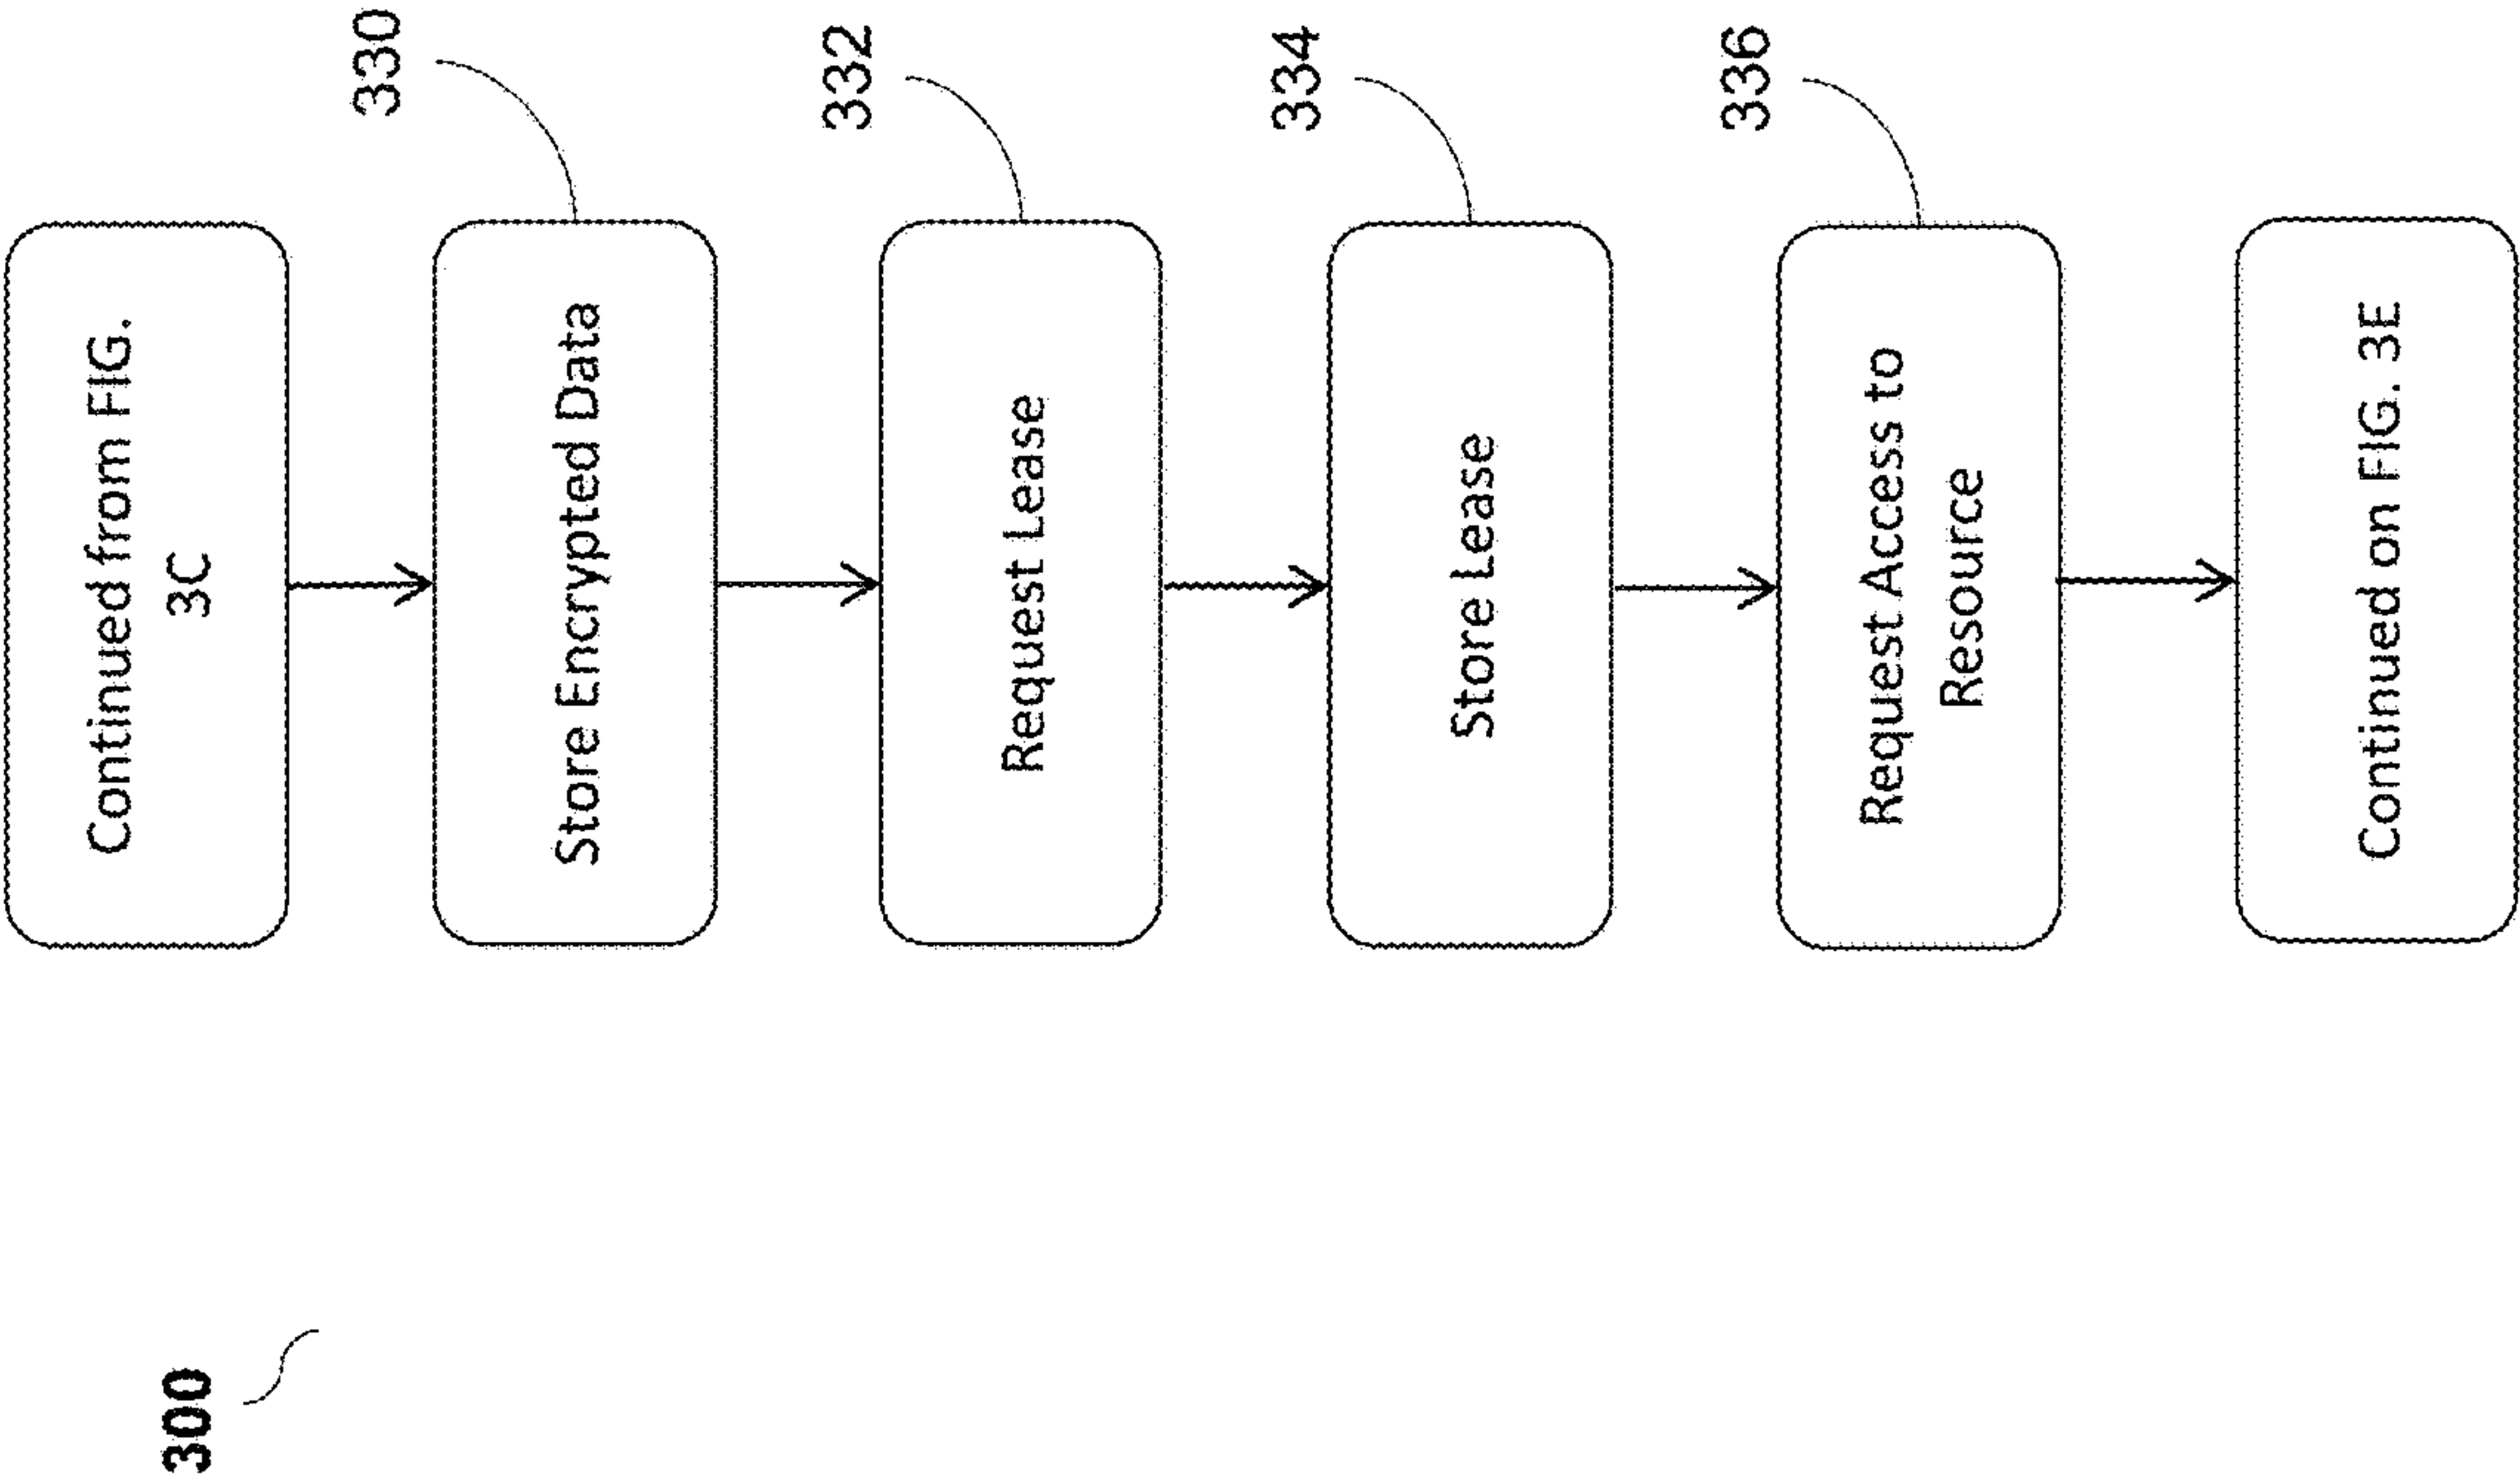 300
Continued from FIG.
3C
330
Store Encrypted Data
332
Request Lease
334
Store Lease
336
Request Access to
Resource
Continued on FIG. 3E